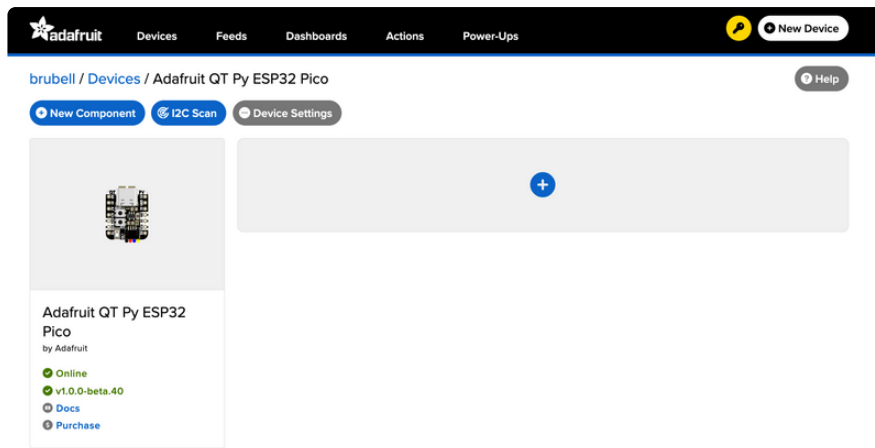 adafruit Devices Feeds Dashboards Actions Power-Ups New Device
brubell / Devices / Adafruit QT Py ESP32 Pico Help
New Component I2C Scan Device Settings
Adafruit QT Py ESP32
Pico
by Adafruit
Online
v1.0.0-beta.40
Docs
Purchase